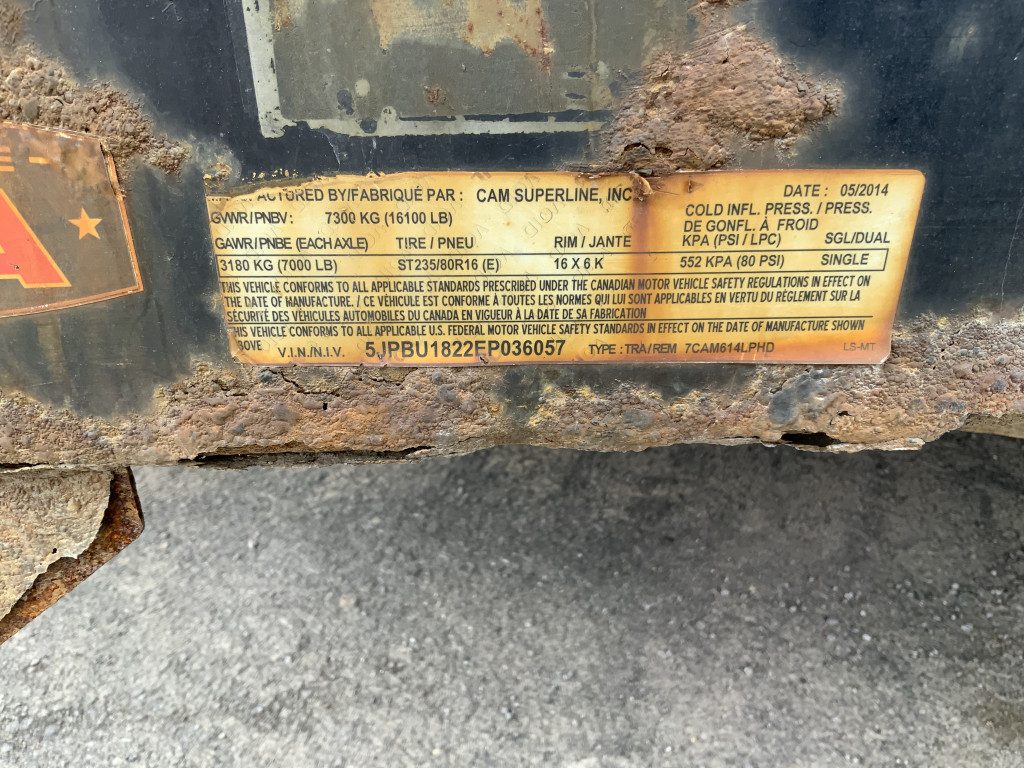 BY/FABRIQUÉ PAR : CAM SUPERLINE, INC
DATE : 05/2014
GVWR/PNBV : 7300 KG (16100 LB)
COLD INFL. PRESS. / PRESS.
DE GONFL. À FROID
GAWR/PNBE (EACH AXLE) TIRE / PNEU RIM / JANTE KPA (PSI / LPC) SGL/DUAL
3180 KG (7000 LB) ST235/80R16 (E) 16 X 6 K 552 KPA (80 PSI) SINGLE
THIS VEHICLE CONFORMS TO ALL APPLICABLE STANDARDS PRESCRIBED UNDER THE CANADIAN MOTOR VEHICLE SAFETY REGULATIONS IN EFFECT ON
THE DATE OF MANUFACTURE. / CE VÉHICULE EST CONFORME À TOUTES LES NORMES QUI LUI SONT APPLICABLES EN VERTU DU RÈGLEMENT SUR LA
SÉCURITÉ DES VÉHICULES AUTOMOBILES DU CANADA EN VIGUEUR À LA DATE DE SA FABRICATION
THIS VEHICLE CONFORMS TO ALL APPLICABLE U.S. FEDERAL MOTOR VEHICLE SAFETY STANDARDS IN EFFECT ON THE DATE OF MANUFACTURE SHOWN
BOVE V.I.N./N.I.V. 5JPBU1822EP036057 TYPE : TRA/REM 7CAM614LPHD LS-MT